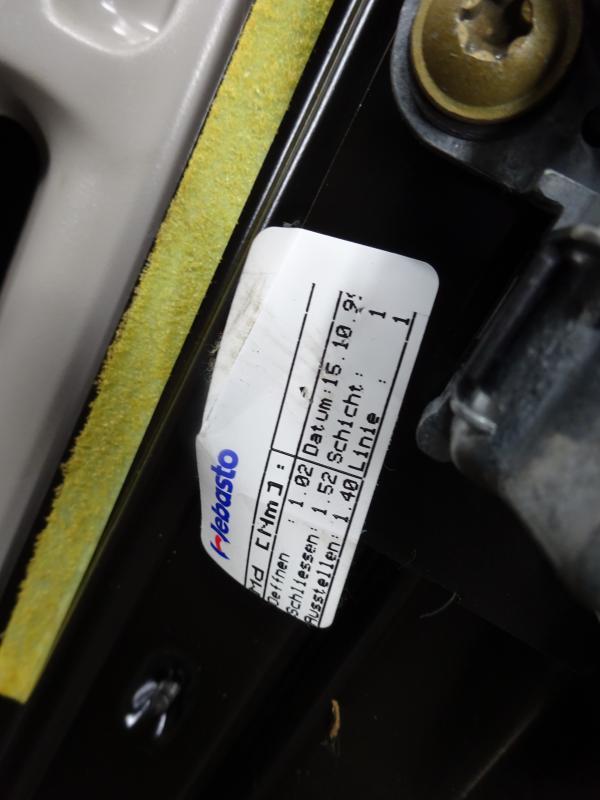 Webasto
Md [Nm] :
Oeffnen : 1.02
Schliessen: 1.52
Ausstellen: 1.40
Datum:15.10.9
Schicht: 1
Linie : 1